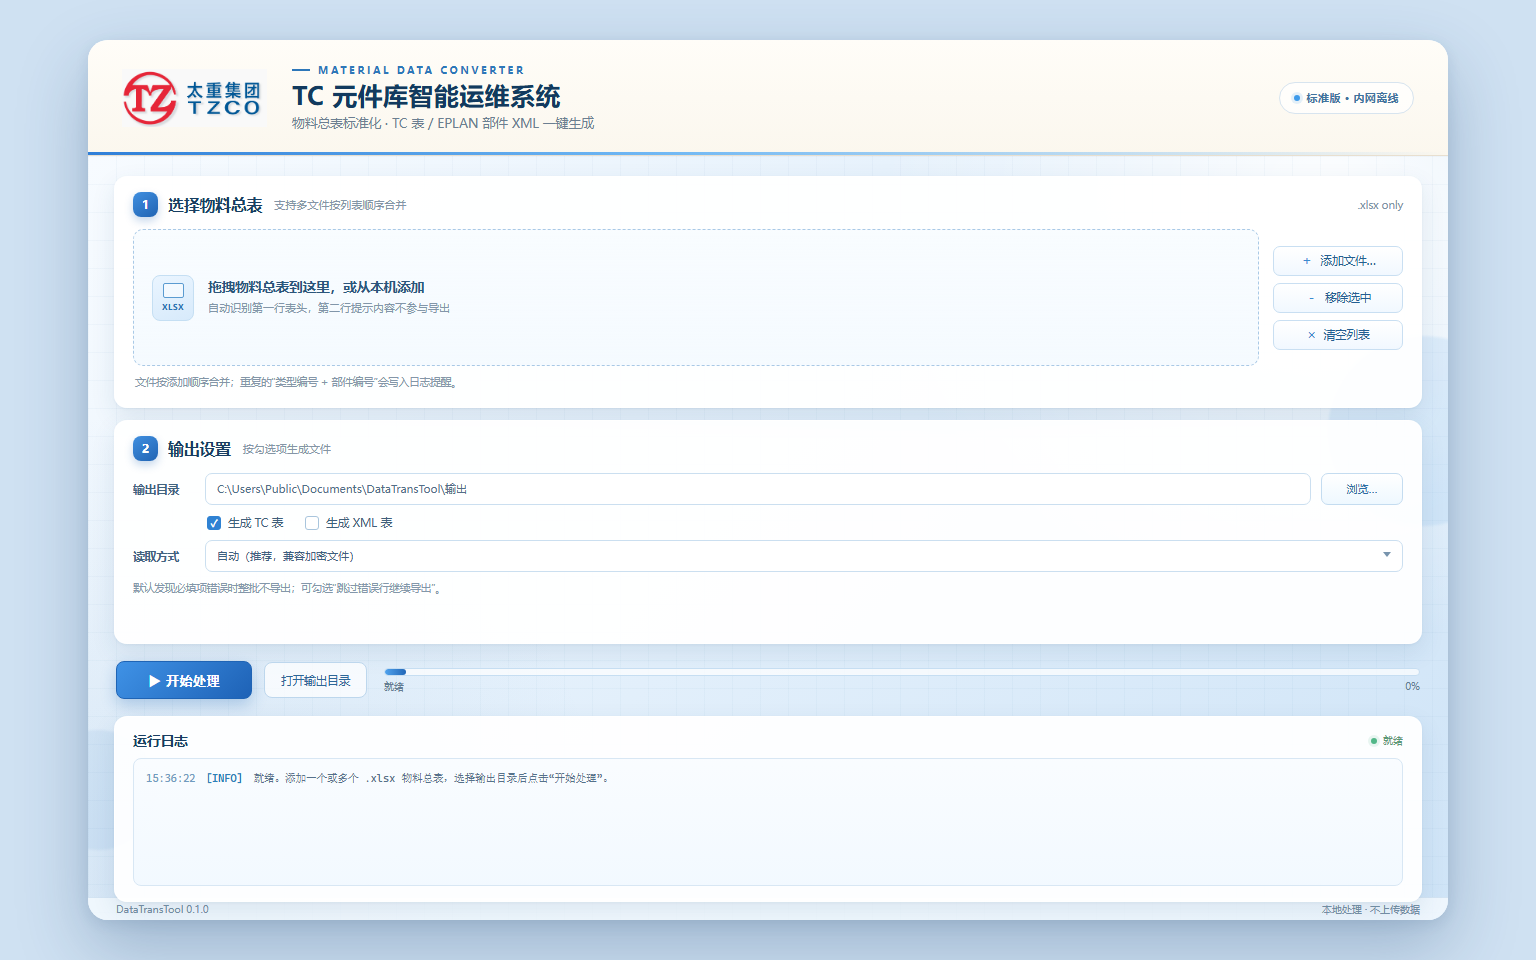 TZ 太重集团
TZCO
MATERIAL DATA CONVERTER
TC 元件库智能运维系统
物料总表标准化 · TC 表 / EPLAN 部件 XML 一键生成
标准版 • 内网离线
1 选择物料总表 支持多文件按列表顺序合并 .xlsx only
XLSX
拖拽物料总表到这里，或从本机添加
自动识别第一行表头，第二行提示内容不参与导出
+ 添加文件...
- 移除选中
× 清空列表
文件按添加顺序合并；重复的“类型编号 + 部件编号”会写入日志提醒。
2 输出设置 按勾选项生成文件
输出目录 C:\Users\Public\Documents\DataTransTool\输出 浏览...
生成 TC 表 生成 XML 表
读取方式 自动（推荐，兼容加密文件）
默认发现必填项错误时整批不导出；可勾选“跳过错误行继续导出”。
▶ 开始处理 打开输出目录
就绪 0%
运行日志 就绪
15:36:22 [INFO] 就绪。添加一个或多个 .xlsx 物料总表，选择输出目录后点击“开始处理”。
DataTransTool 0.1.0 本地处理 · 不上传数据